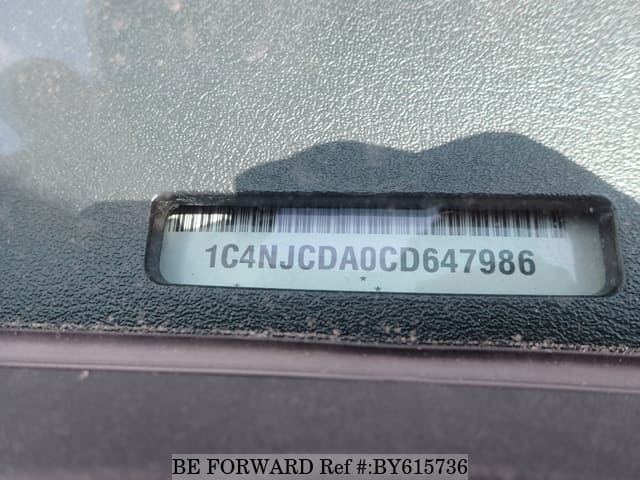 1C4NJCDA0CD647986
BE FORWARD Ref #:BY615736